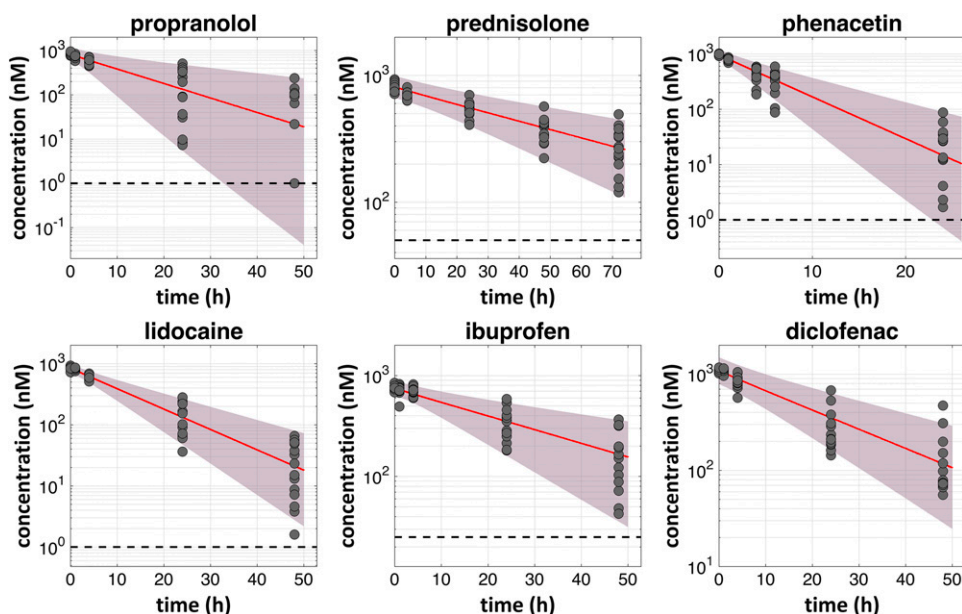 propranolol
concentration (nM)
10³
10²
10¹
10⁰
10⁻¹
0 10 20 30 40 50
time (h)
prednisolone
concentration (nM)
10³
10²
0 10 20 30 40 50 60 70
time (h)
phenacetin
concentration (nM)
10³
10²
10¹
10⁰
0 10 20
time (h)
lidocaine
concentration (nM)
10³
10²
10¹
10⁰
0 10 20 30 40 50
time (h)
ibuprofen
concentration (nM)
10³
10²
0 10 20 30 40 50
time (h)
diclofenac
concentration (nM)
10³
10²
10¹
0 10 20 30 40 50
time (h)